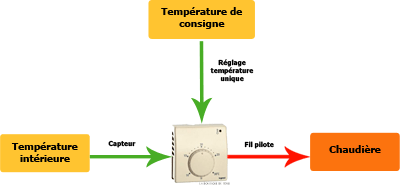 Température de
consigne
Réglage
température
unique
Température
intérieure
Capteur
Fil pilote
Chaudière